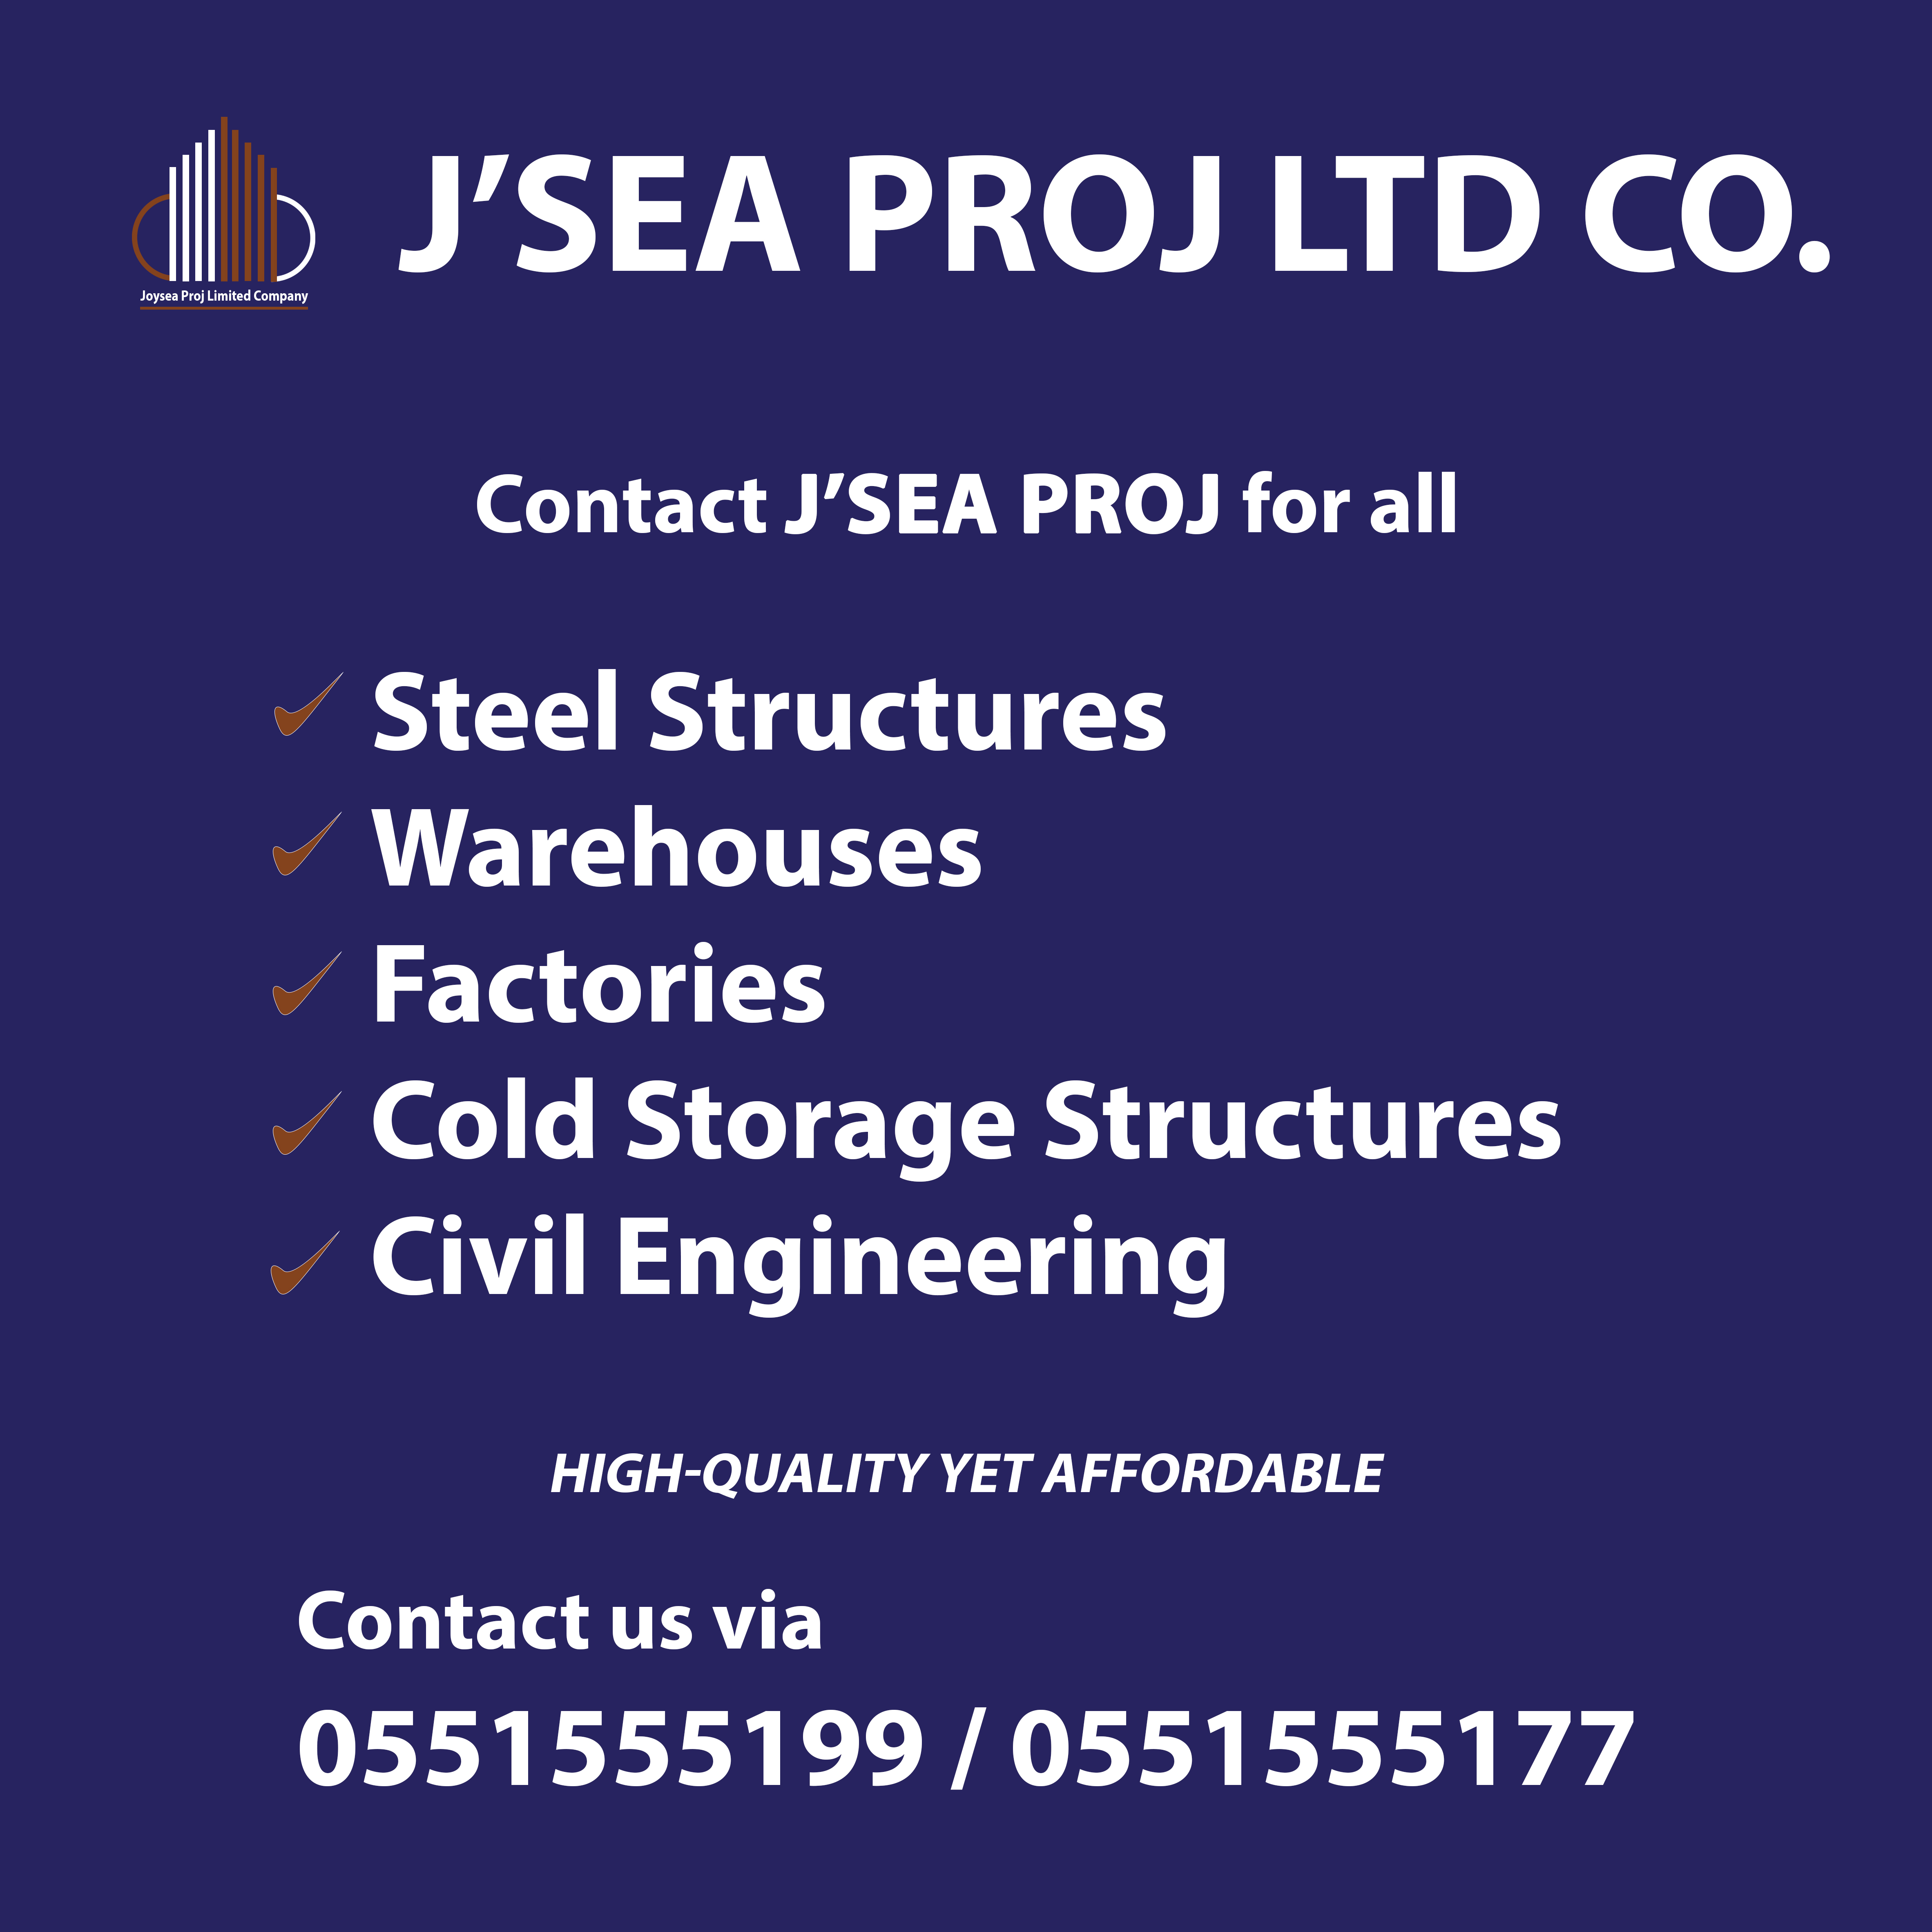 J’SEA PROJ LTD CO.
Joysea Proj Limited Company
Contact J’SEA PROJ for all
Steel Structures
Warehouses
Factories
Cold Storage Structures
Civil Engineering
HIGH-QUALITY YET AFFORDABLE
Contact us via
0551555199 / 0551555177